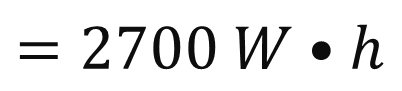 = 2700 W • h